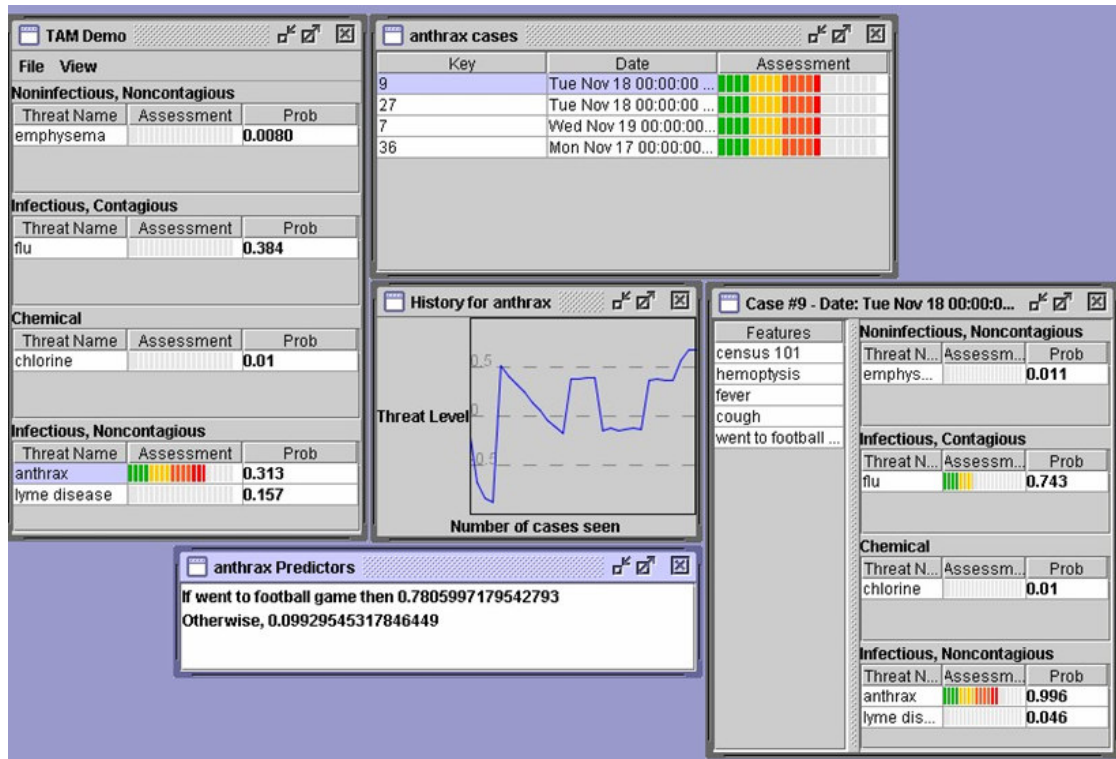 TAM Demo
File View
Noninfectious, Noncontagious
Threat Name Assessment Prob
emphysema 0.0080
Infectious, Contagious
Threat Name Assessment Prob
flu 0.384
Chemical
Threat Name Assessment Prob
chlorine 0.01
Infectious, Noncontagious
Threat Name Assessment Prob
anthrax 0.313
lyme disease 0.157
anthrax cases
Key Date Assessment
9 Tue Nov 18 00:00:00 ...
27 Tue Nov 18 00:00:00 ...
7 Wed Nov 19 00:00:00...
36 Mon Nov 17 00:00:00...
History for anthrax
0.5
Threat Level 0
0.5
Number of cases seen
Case #9 - Date: Tue Nov 18 00:00:0...
Features
census 101
hemoptysis
fever
cough
went to football ...
Noninfectious, Noncontagious
Threat N... Assessm... Prob
emphys... 0.011
Infectious, Contagious
Threat N... Assessm... Prob
flu 0.743
Chemical
Threat N... Assessm... Prob
chlorine 0.01
Infectious, Noncontagious
Threat N... Assessm... Prob
anthrax 0.996
lyme dis... 0.046
anthrax Predictors
If went to football game then 0.7805997179542793
Otherwise, 0.09929545317846449